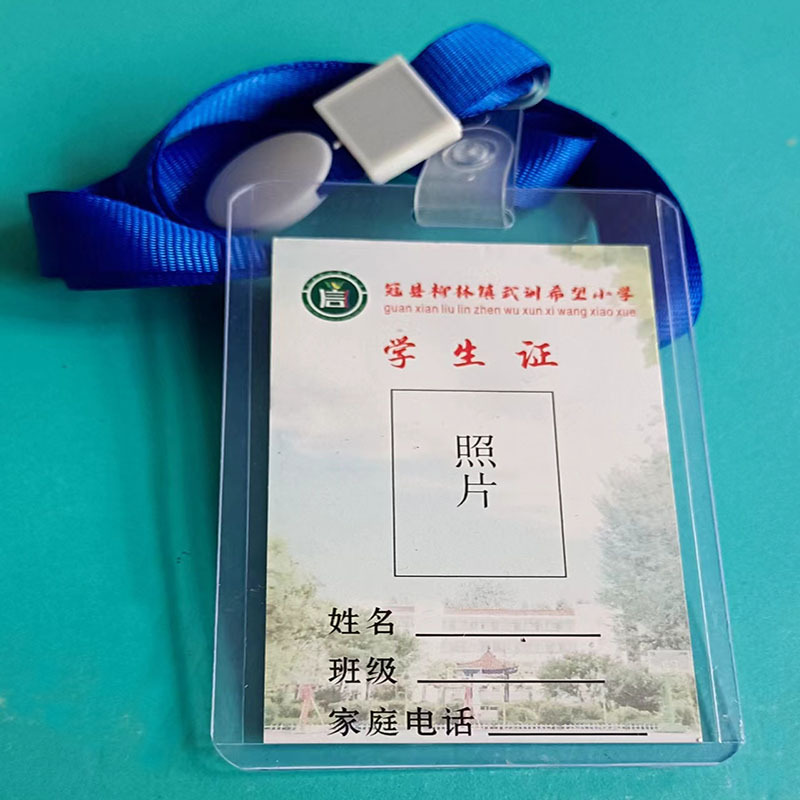 冠县柳林镇武训希望小学
guan xian liu lin zhen wu xun xi wang xiao xue
学生证
照
片
姓名
班级
家庭电话